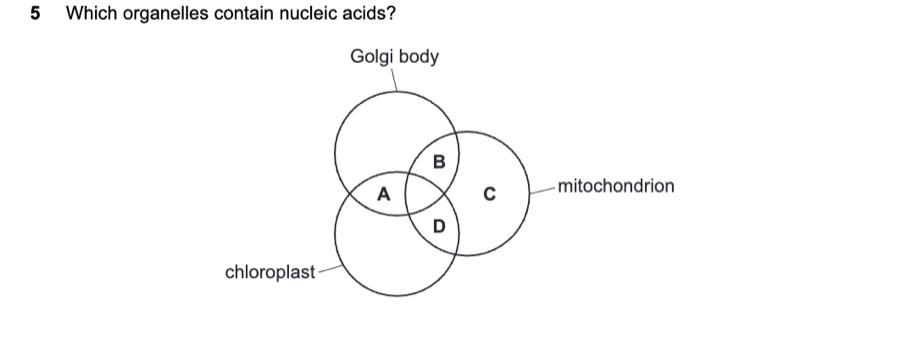 5 Which organelles contain nucleic acids?
Golgi body
B
A
C
mitochondrion
D
chloroplast